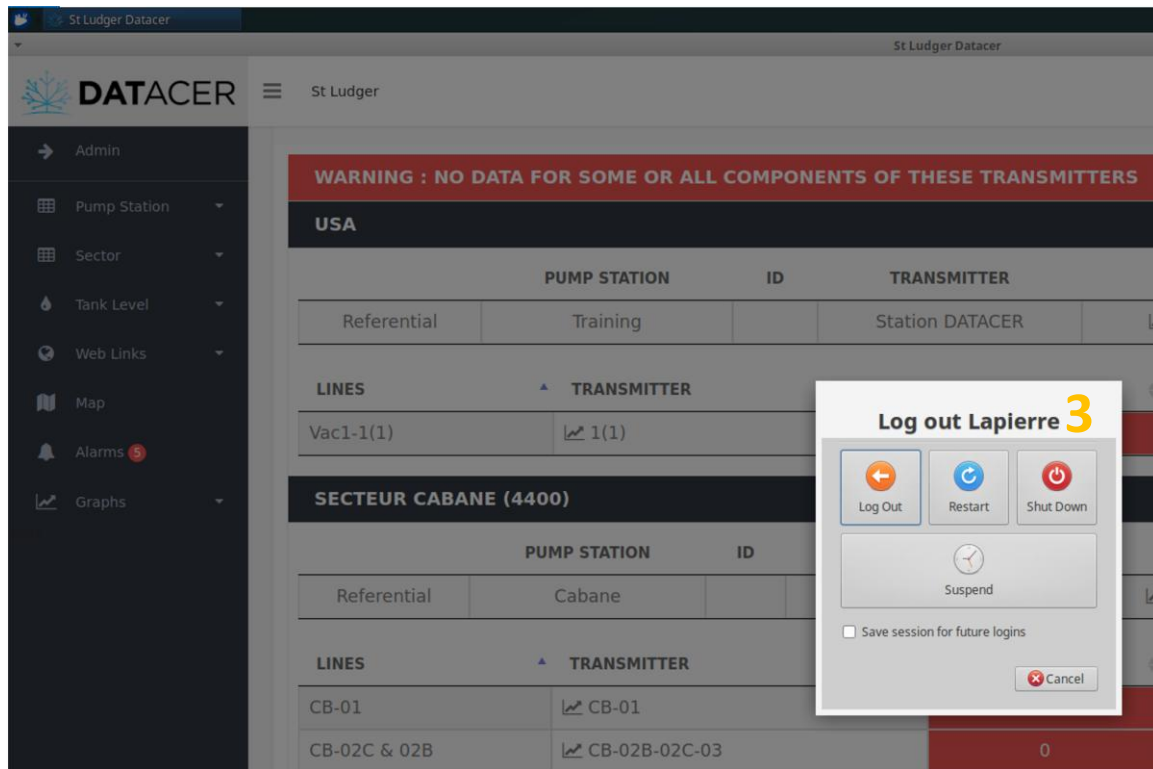 St Ludger Datacer
St Ludger Datacer
DATACER
St Ludger
Admin
Pump Station
Sector
Tank Level
Web Links
Map
Alarms 5
Graphs
WARNING : NO DATA FOR SOME OR ALL COMPONENTS OF THESE TRANSMITTERS
USA
PUMP STATION ID TRANSMITTER
Referential Training Station DATACER
LINES TRANSMITTER
Vac1-1(1) 1(1)
SECTEUR CABANE (4400)
PUMP STATION ID
Referential Cabane
LINES TRANSMITTER
CB-01 CB-01
CB-02C & 02B CB-02B-02C-03 0
Log out Lapierre 3
Log Out Restart Shut Down
Suspend
Save session for future logins
Cancel